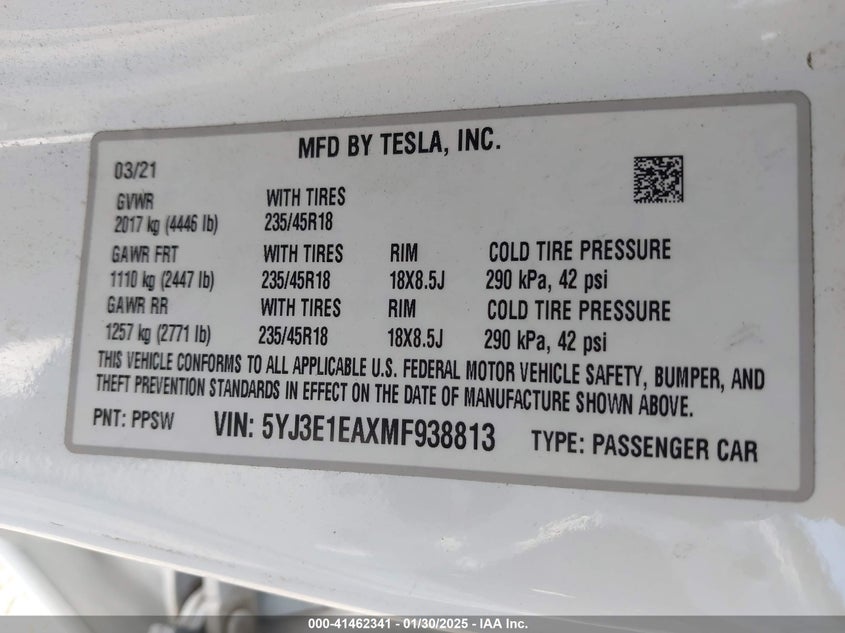 MFD BY TESLA, INC.
03/21
GVWR WITH TIRES
2017 kg (4446 lb) 235/45R18
GAWR FRT WITH TIRES RIM COLD TIRE PRESSURE
1110 kg (2447 lb) 235/45R18 18X8.5J 290 kPa, 42 psi
GAWR RR WITH TIRES RIM COLD TIRE PRESSURE
1257 kg (2771 lb) 235/45R18 18X8.5J 290 kPa, 42 psi
THIS VEHICLE CONFORMS TO ALL APPLICABLE U.S. FEDERAL MOTOR VEHICLE SAFETY, BUMPER, AND
THEFT PREVENTION STANDARDS IN EFFECT ON THE DATE OF MANUFACTURE SHOWN ABOVE.
PNT: PPSW VIN: 5YJ3E1EAXMF938813 TYPE: PASSENGER CAR
000-41462341 - 01/30/2025 - IAA Inc.